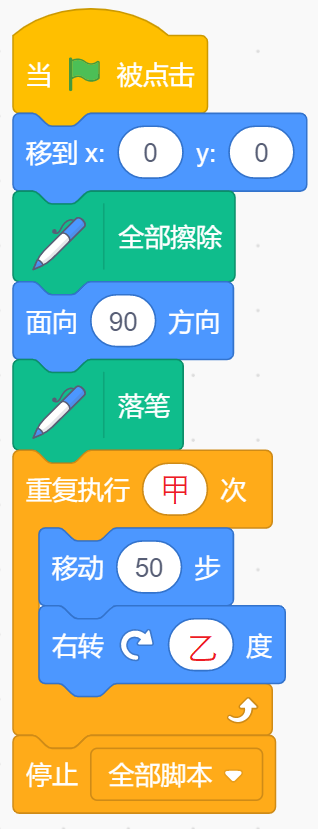 当 被点击
移到 x: 0 y: 0
全部擦除
面向 90 方向
落笔
重复执行 甲 次
移动 50 步
右转 乙 度
停止 全部脚本